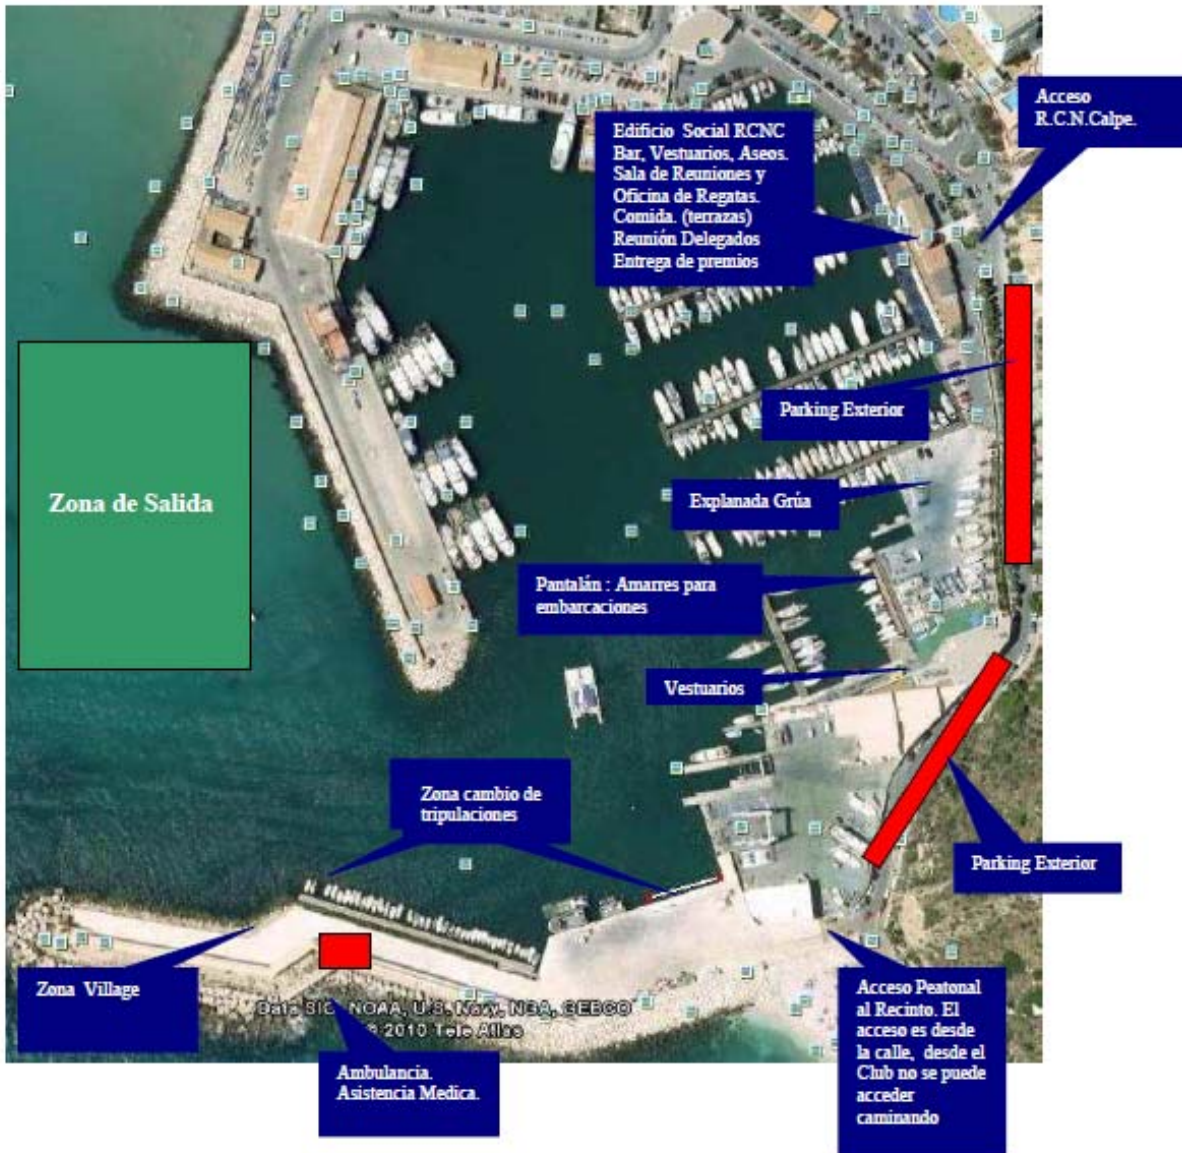 Acceso
R.C.N.Calpe.
Edificio Social RCNC
Bar, Vestuarios, Aseos.
Sala de Reuniones y
Oficina de Regatas.
Comida. (terrazas)
Reunión Delegados
Entrega de premios
Parking Exterior
Zona de Salida
Explanada Grúa
Pantalán : Amarres para
embarcaciones
Vestuarios
Zona cambio de
tripulaciones
Parking Exterior
Zona Village
Acceso Peatonal
al Recinto. El
acceso es desde
la calle, desde el
Club no se puede
acceder
caminando
Data SIO, NOAA, U.S. Navy, NGA, GEBCO
© 2010 Tele Atlas
Ambulancia.
Asistencia Medica.